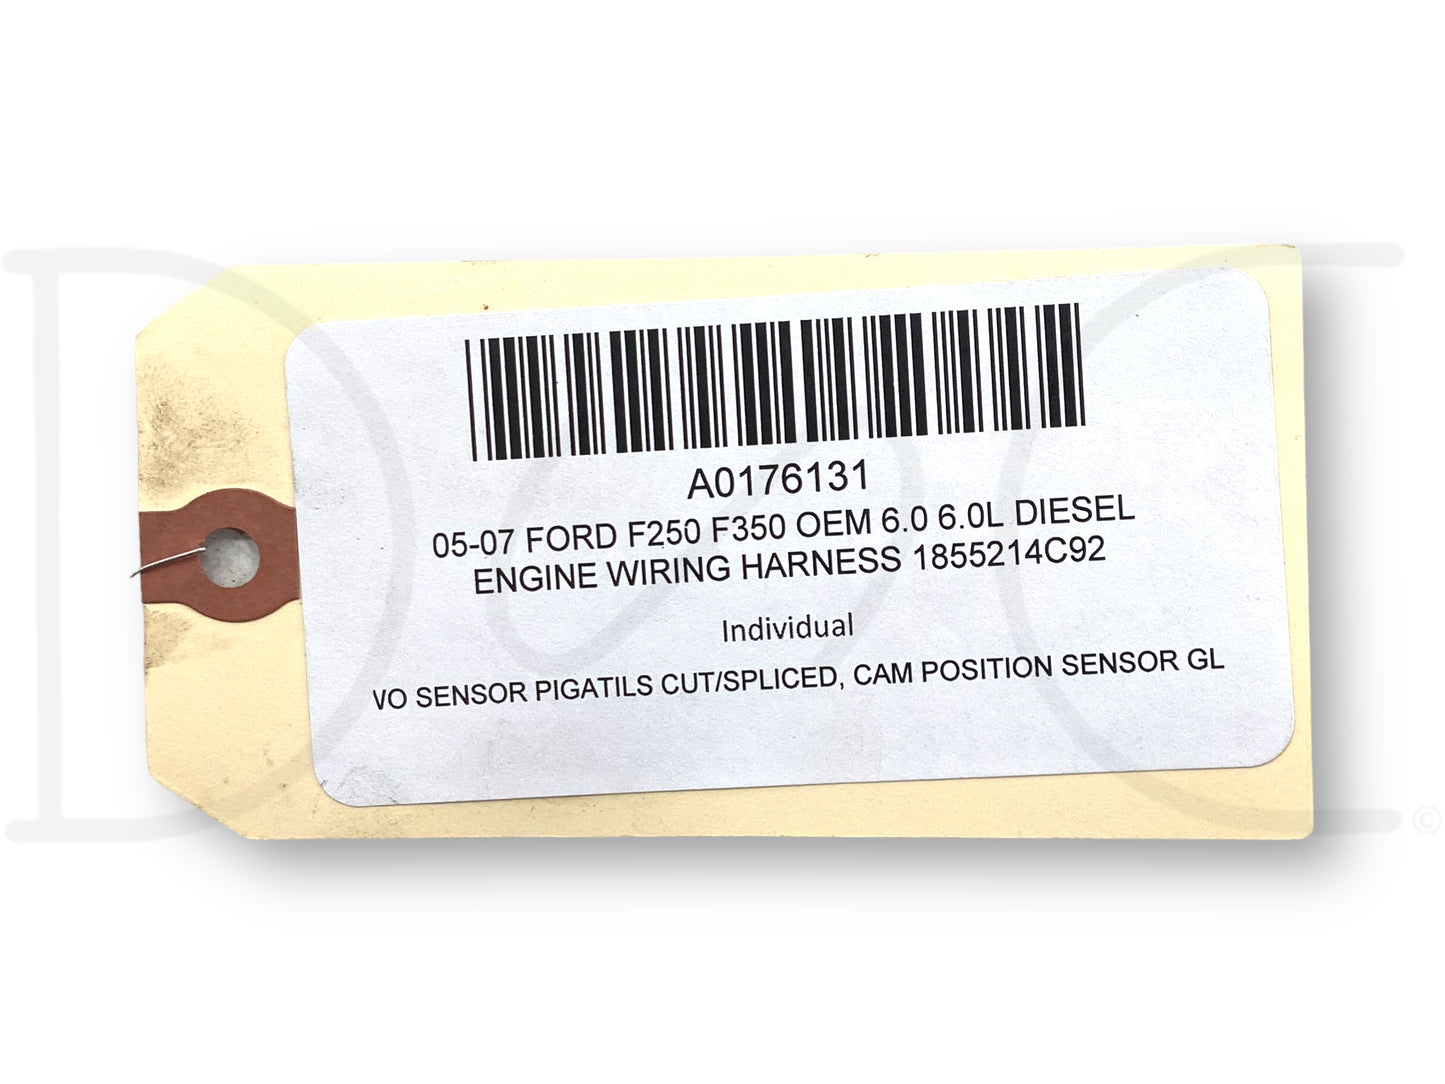 A0176131
05-07 FORD F250 F350 OEM 6.0 6.0L DIESEL
ENGINE WIRING HARNESS 1855214C92
Individual
VO SENSOR PIGATILS CUT/SPLICED, CAM POSITION SENSOR GL
D C ©